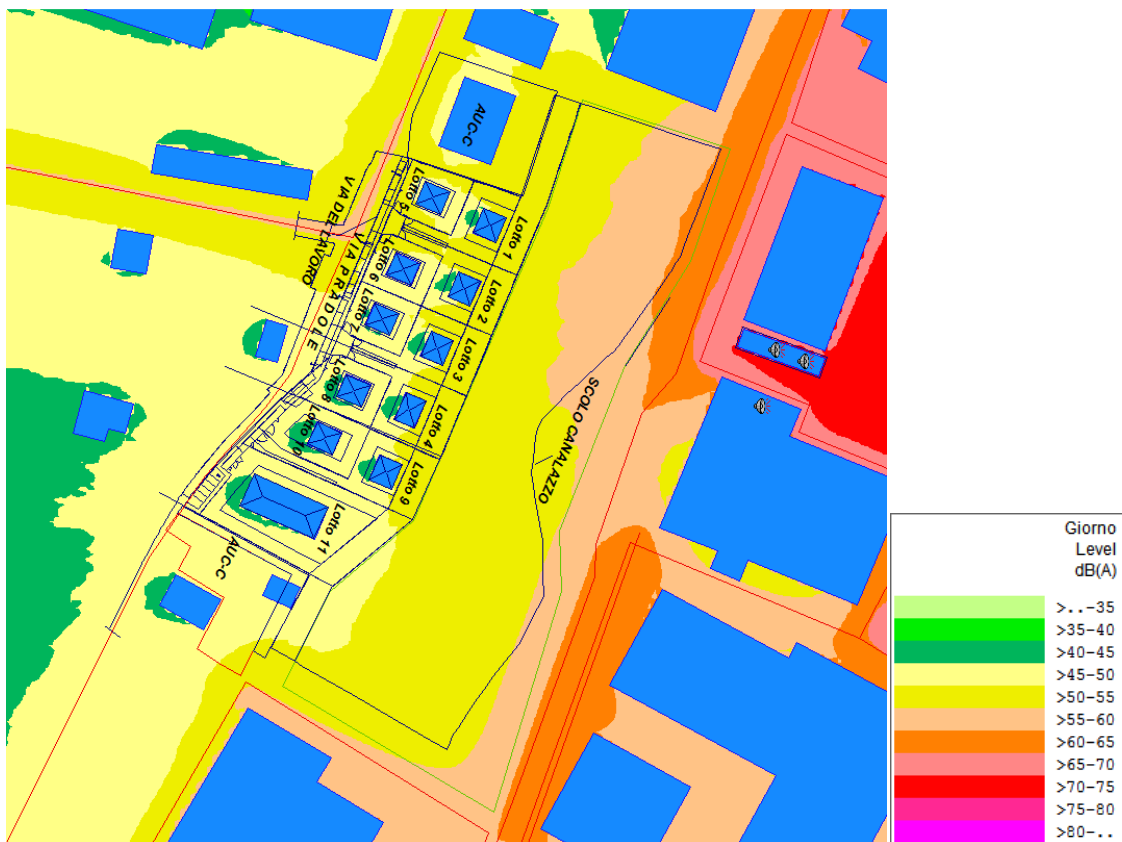 AUC-C
Lotto 5
Lotto 1
VIA DEL LAVORO
VIA PRADOLE
Lotto 6
Lotto 2
Lotto 7
Lotto 3
Lotto 8
Lotto 4
Lotto 10
Lotto 9
Lotto 11
AUC-C
SCOLO CANALAZZO
Giorno
Level
dB(A)
>..-35
>35-40
>40-45
>45-50
>50-55
>55-60
>60-65
>65-70
>70-75
>75-80
>80-..